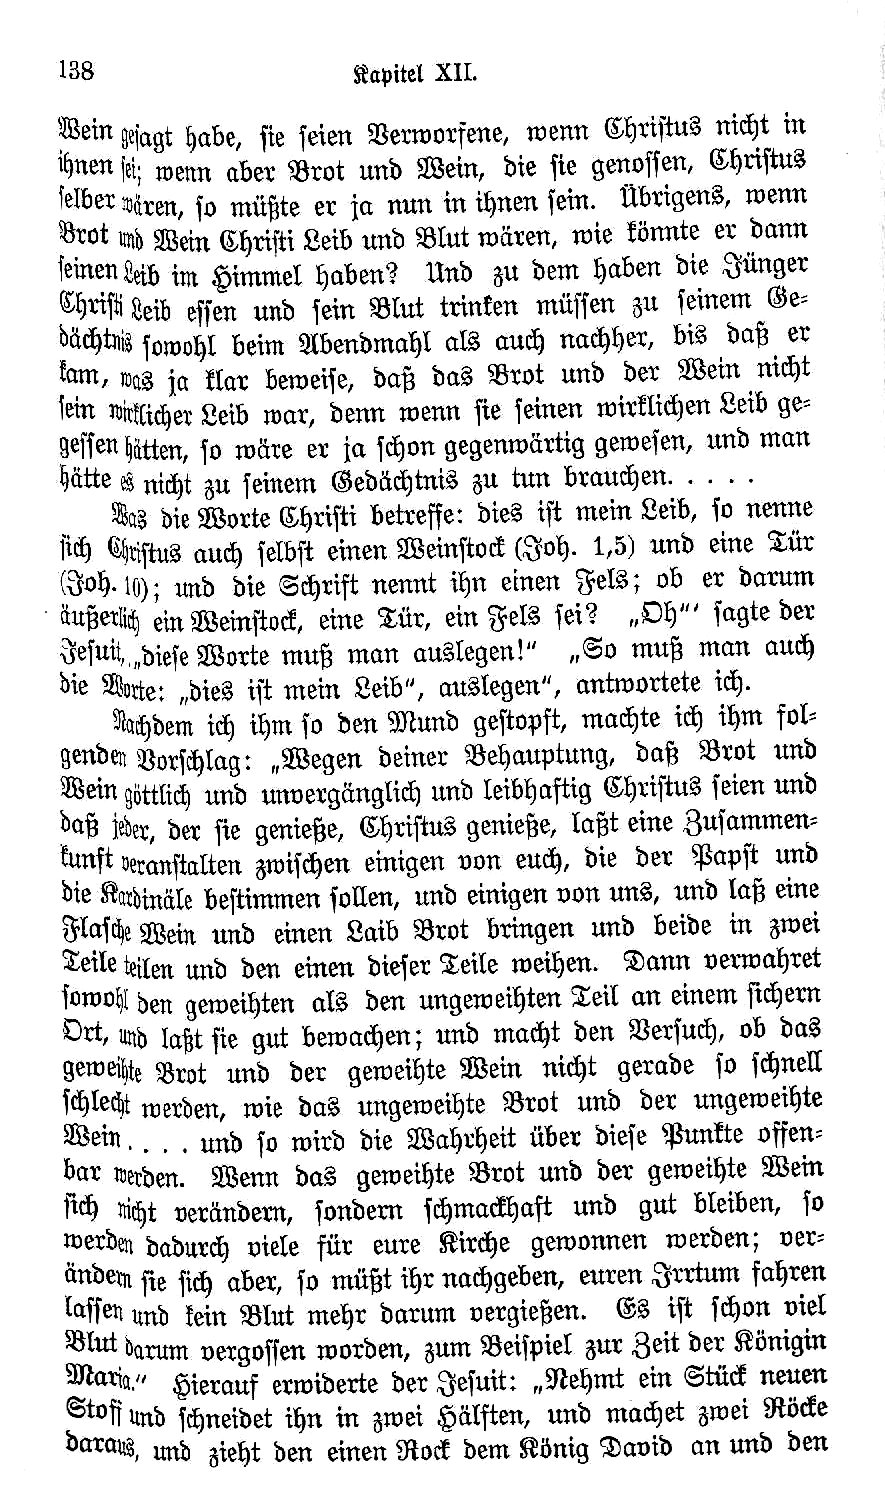 138
Kapitel XII.
Wein gesagt habe, sie seien Verworfene, wenn Christus nicht in
ihnen sei; wenn aber Brot und Wein, die sie genossen, Christus
selber wären, so müßte er ja nun in ihnen sein. Übrigens, wenn
Brot und Wein Christi Leib und Blut wären, wie könnte er dann
seinen Leib im Himmel haben? Und zu dem haben die Jünger
Christi Leib essen und sein Blut trinken müssen zu seinem Ge-
dächtnis sowohl beim Abendmahl als auch nachher, bis daß er
kam, was ja klar beweise, daß das Brot und der Wein nicht
sein wirklicher Leib war, denn wenn sie seinen wirklichen Leib ge-
gessen hätten, so wäre er ja schon gegenwärtig gewesen, und man
hätte es nicht zu seinem Gedächtnis zu tun brauchen. . . . .
Was die Worte Christi betreffe: dies ist mein Leib, so nenne
sich Christus auch selbst einen Weinstock (Joh. 1,5) und eine Tür
(Joh. 10); und die Schrift nennt ihn einen Fels; ob er darum
äußerlich ein Weinstock, eine Tür, ein Fels sei? „Oh“' sagte der
Jesuit, „diese Worte muß man auslegen!“ „So muß man auch
die Worte: „dies ist mein Leib“, auslegen“, antwortete ich.
Nachdem ich ihm so den Mund gestopft, machte ich ihm fol-
genden Vorschlag: „Wegen deiner Behauptung, daß Brot und
Wein göttlich und unvergänglich und leibhaftig Christus seien und
daß jeder, der sie genieße, Christus genieße, laßt eine Zusammen-
kunft veranstalten zwischen einigen von euch, die der Papst und
die Kardinäle bestimmen sollen, und einigen von uns, und laß eine
Flasche Wein und einen Laib Brot bringen und beide in zwei
Teile teilen und den einen dieser Teile weihen. Dann verwahret
sowohl den geweihten als den ungeweihten Teil an einem sichern
Ort, und laßt sie gut bewachen; und macht den Versuch, ob das
geweihte Brot und der geweihte Wein nicht gerade so schnell
schlecht werden, wie das ungeweihte Brot und der ungeweihte
Wein. . . . und so wird die Wahrheit über diese Punkte offen-
bar werden. Wenn das geweihte Brot und der geweihte Wein
sich nicht verändern, sondern schmackhaft und gut bleiben, so
werden dadurch viele für eure Kirche gewonnen werden; ver-
ändern sie sich aber, so müßt ihr nachgeben, euren Irrtum fahren
lassen und kein Blut mehr darum vergießen. Es ist schon viel
Blut darum vergossen worden, zum Beispiel zur Zeit der Königin
Maria.“ Hierauf erwiderte der Jesuit: „Nehmt ein Stück neuen
Stoff und schneidet ihn in zwei Hälften, und machet zwei Röcke
daraus, und zieht den einen Rock dem König David an und den